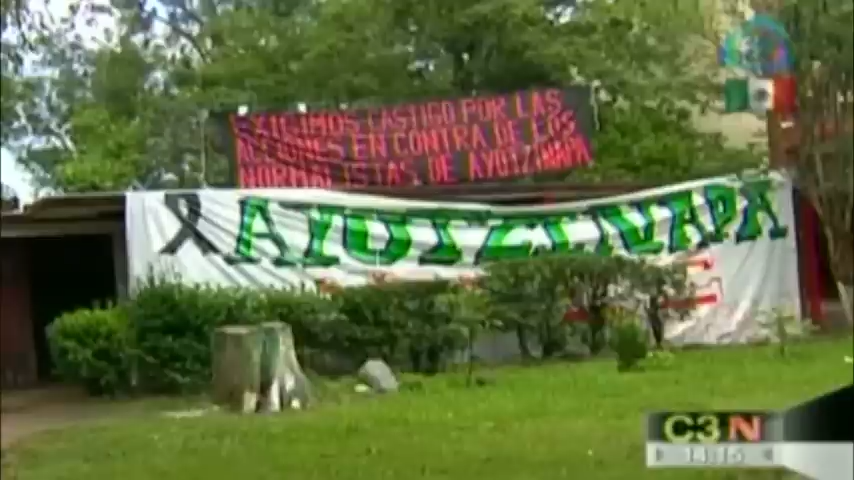 EXIGIMOS CASTIGO POR LAS
ACCIONES EN CONTRA DE LOS
NORMALISTAS DE AYOTZINAPA
AYOTZINAPA
C3N